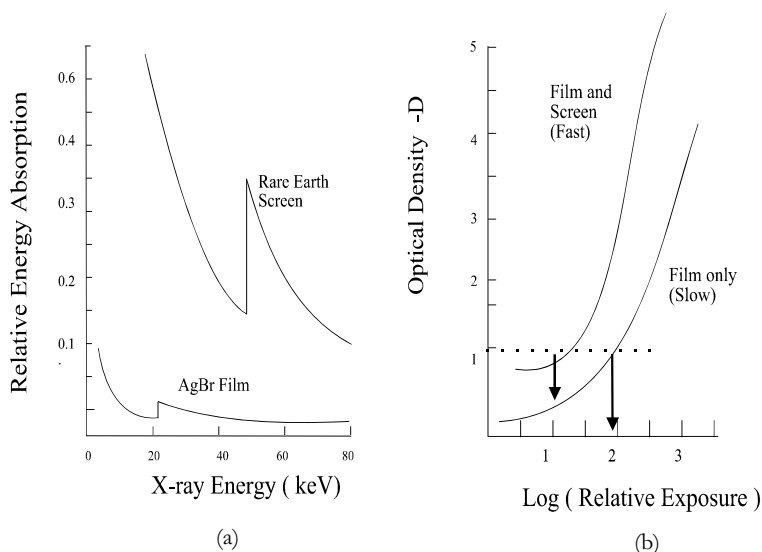 Relative Energy Absorption
0.6
0.4
0.3
0.2
0.1
0
20
40
60
80
Rare Earth
Screen
AgBr Film
X-ray Energy ( keV)
(a)
Optical Density -D
5
4
3
2
1
1
2
3
Film and
Screen
(Fast)
Film only
(Slow)
Log ( Relative Exposure )
(b)